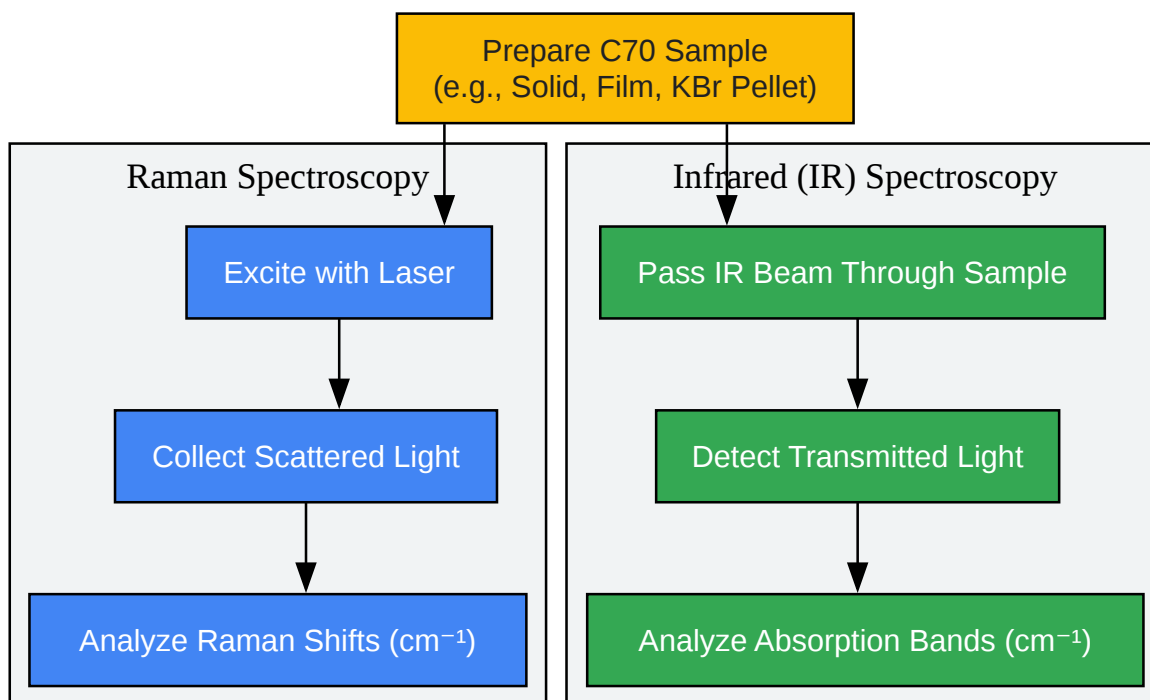 Prepare C70 Sample
(e.g., Solid, Film, KBr Pellet)
Raman Spectroscopy
Excite with Laser
Collect Scattered Light
Analyze Raman Shifts (cm⁻¹)
Infrared (IR) Spectroscopy
Pass IR Beam Through Sample
Detect Transmitted Light
Analyze Absorption Bands (cm⁻¹)